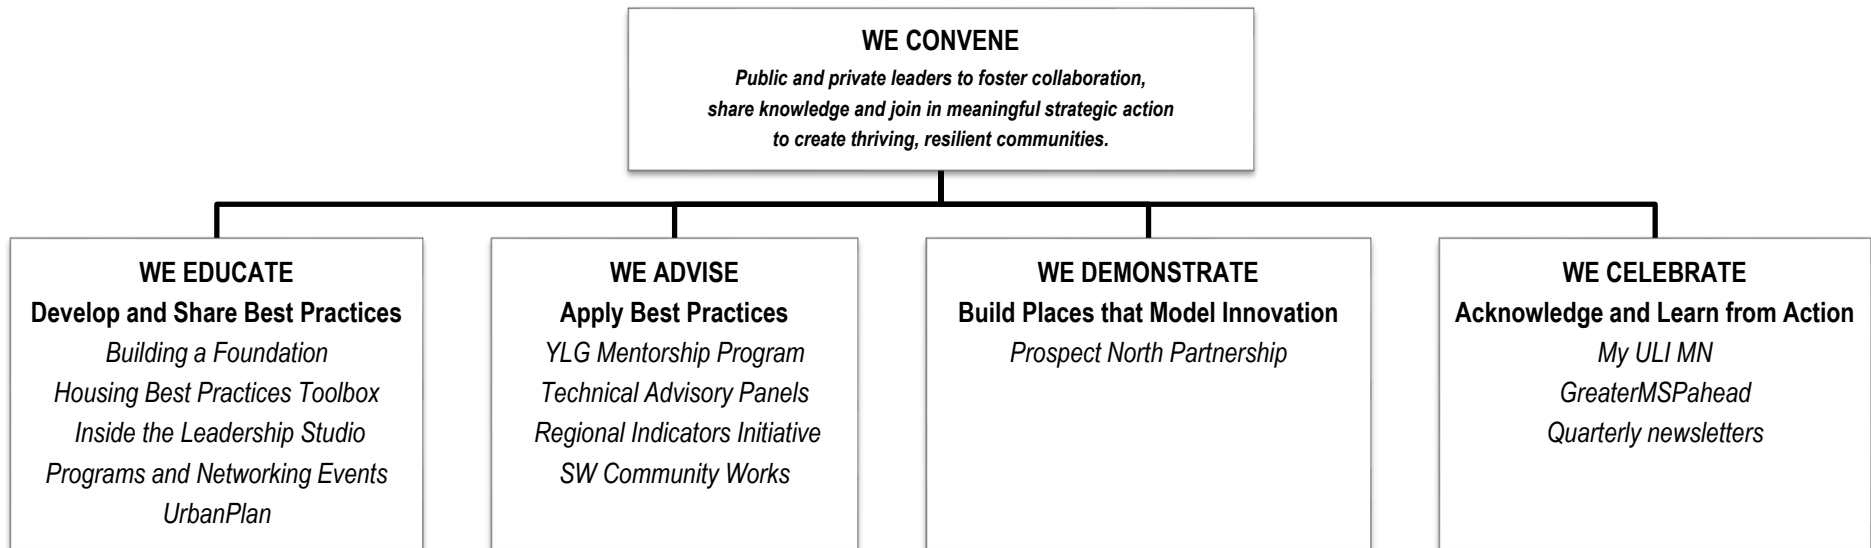 WE CONVENE
Public and private leaders to foster collaboration,
share knowledge and join in meaningful strategic action
to create thriving, resilient communities.
WE EDUCATE
Develop and Share Best Practices
Building a Foundation
Housing Best Practices Toolbox
Inside the Leadership Studio
Programs and Networking Events
UrbanPlan
WE ADVISE
Apply Best Practices
YLG Mentorship Program
Technical Advisory Panels
Regional Indicators Initiative
SW Community Works
WE DEMONSTRATE
Build Places that Model Innovation
Prospect North Partnership
WE CELEBRATE
Acknowledge and Learn from Action
My ULI MN
GreaterMSPahead
Quarterly newsletters